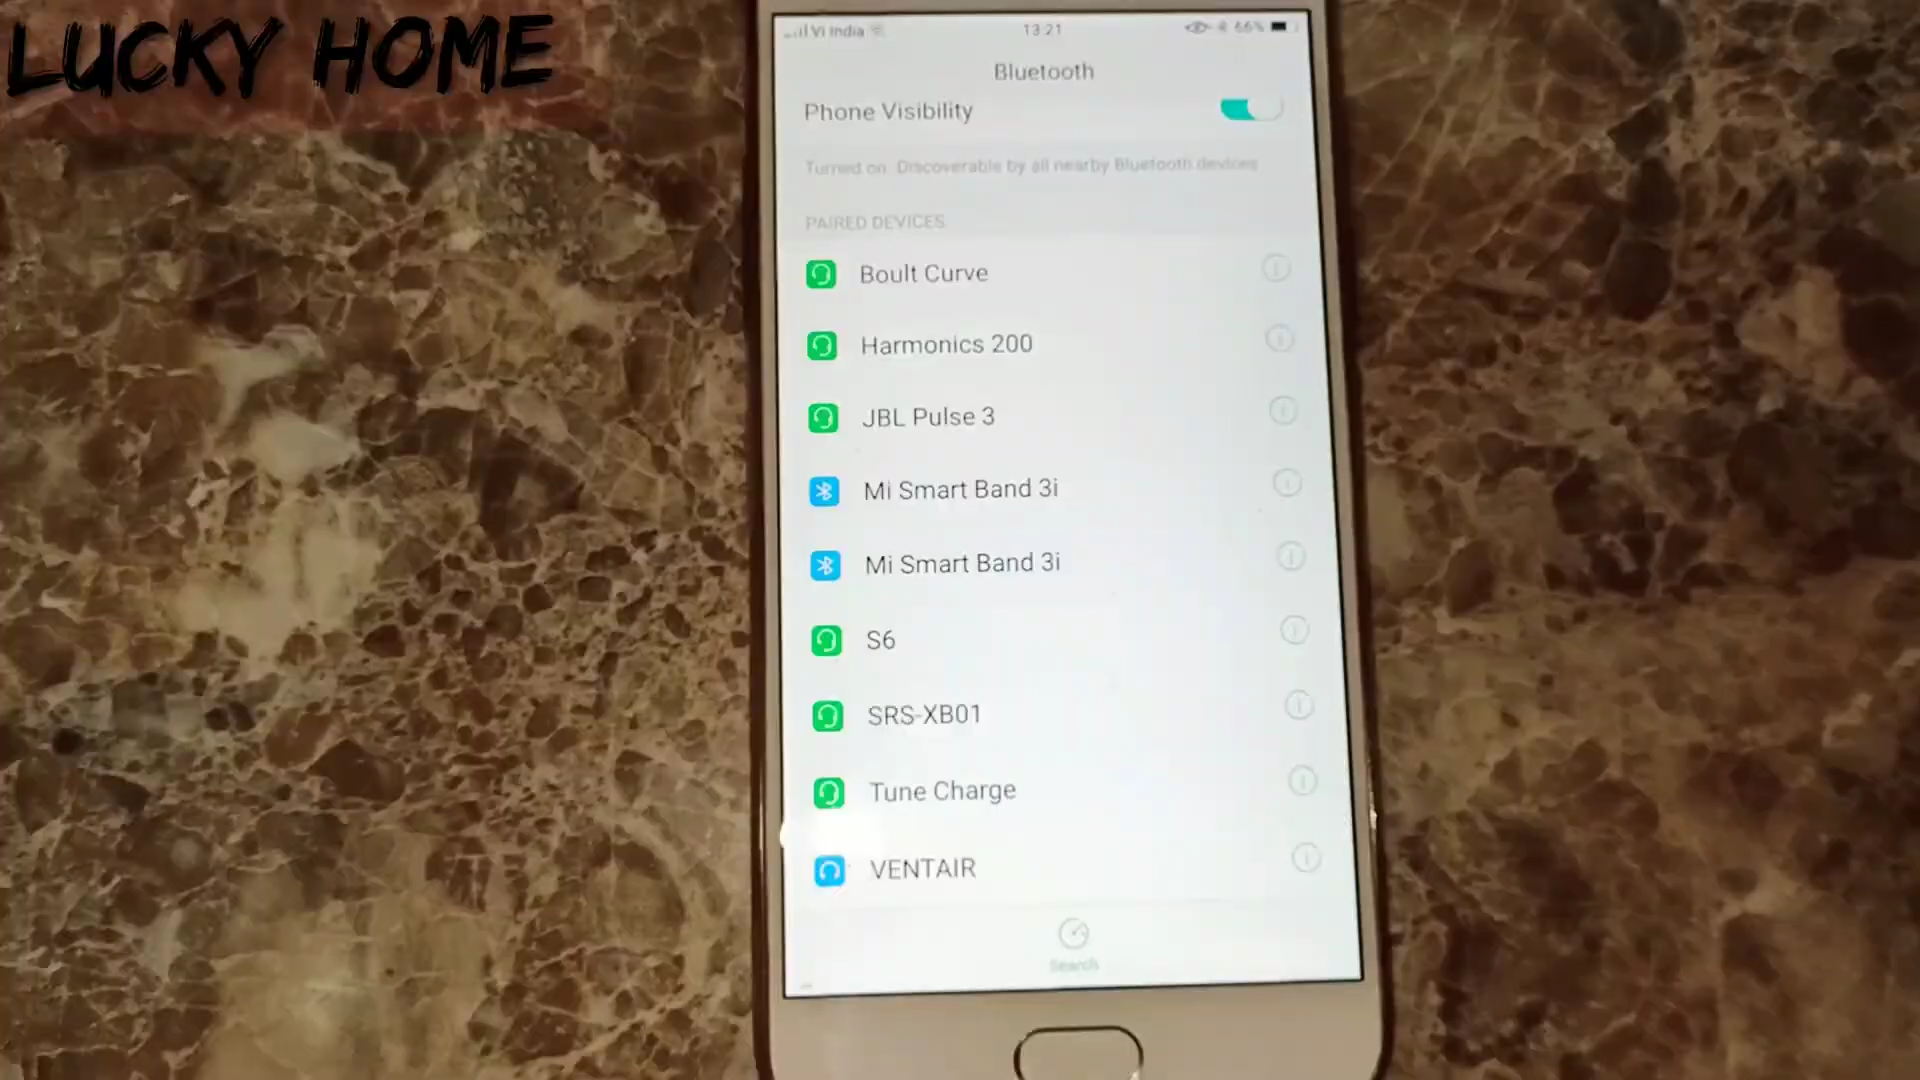 LUCKY HOME
Vi India 13:21 66%
Bluetooth
Phone Visibility
Turned on. Discoverable by all nearby Bluetooth devices
PAIRED DEVICES
Boult Curve
Harmonics 200
JBL Pulse 3
Mi Smart Band 3i
Mi Smart Band 3i
S6
SRS-XB01
Tune Charge
VENTAIR
Search